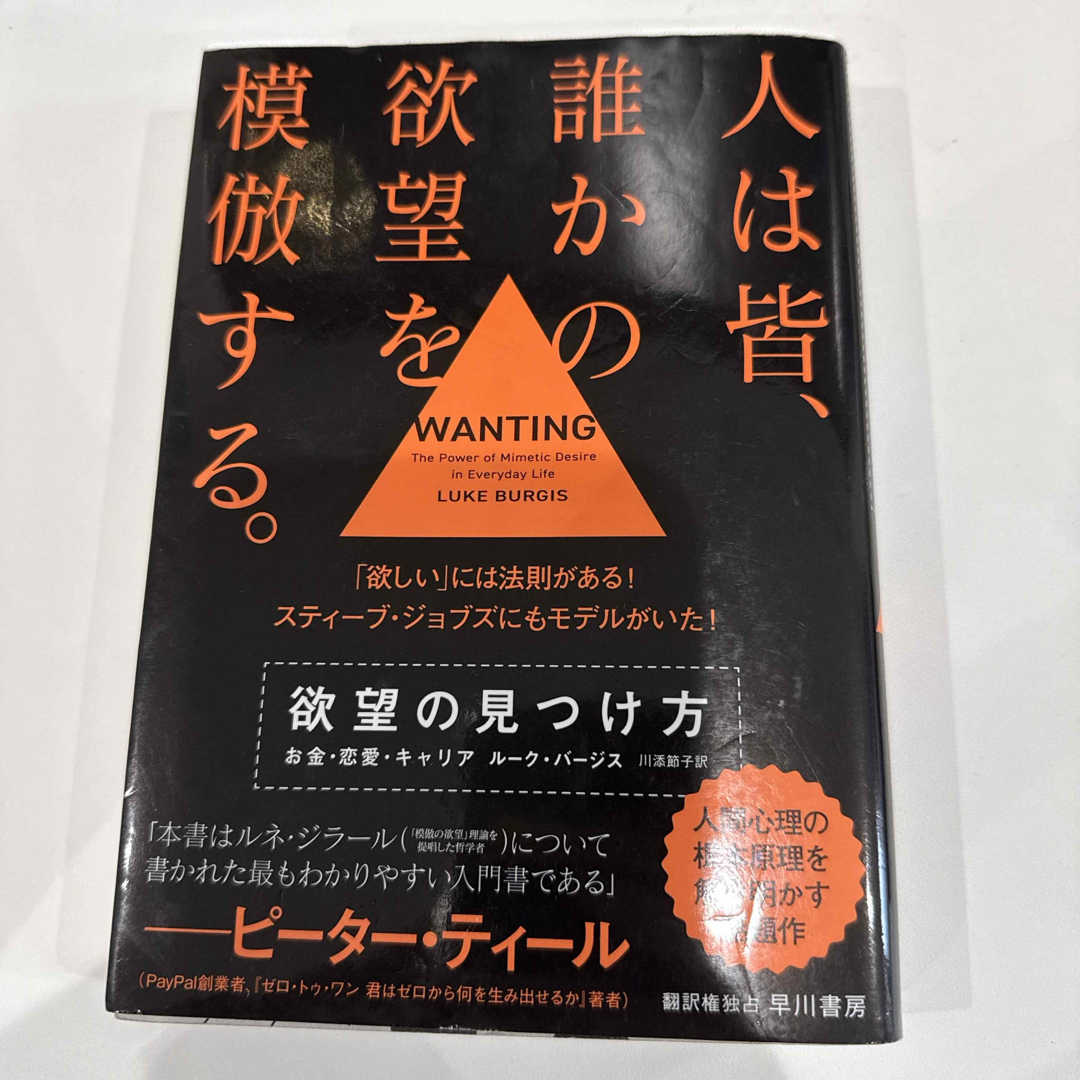 人は皆、
誰かの
欲望を
模倣する。
WANTING
The Power of Mimetic Desire
in Everyday Life
LUKE BURGIS
「欲しい」には法則がある!
スティーブ・ジョブズにもモデルがいた!
欲望の見つけ方
お金・恋愛・キャリア ルーク・バージス 川添節子訳
「本書はルネ・ジラール(「模倣の欲望」理論を提唱した哲学者)について
書かれた最もわかりやすい入門書である」
——ピーター・ティール
(PayPal創業者、『ゼロ・トゥ・ワン 君はゼロから何を生み出せるか』著者)
人間心理の
根本原理を
解き明かす
話題作
翻訳権独占 早川書房